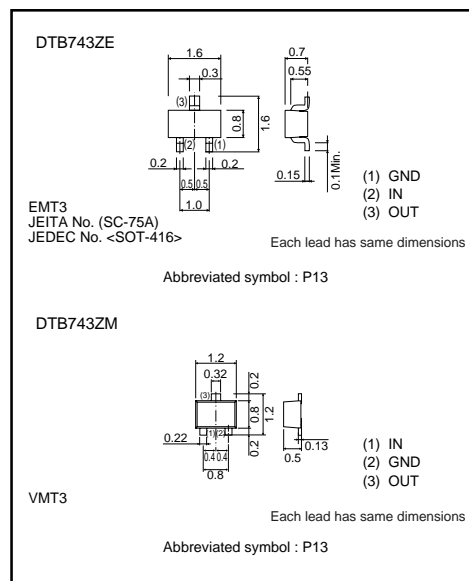 DTB743ZE
1.6
0.3
(3)
0.8
1.6
(2)
(1)
0.2
0.2
0.5 0.5
1.0
0.7
0.55
0.15
0.1Min.
(1) GND
(2) IN
(3) OUT
EMT3
JEITA No. (SC-75A)
JEDEC No. <SOT-416>
Each lead has same dimensions
Abbreviated symbol : P13
DTB743ZM
1.2
0.32
(3)
0.2
0.8
1.2
0.2
(1)(2)
0.22
0.4 0.4
0.8
0.13
0.5
(1) IN
(2) GND
(3) OUT
VMT3
Each lead has same dimensions
Abbreviated symbol : P13